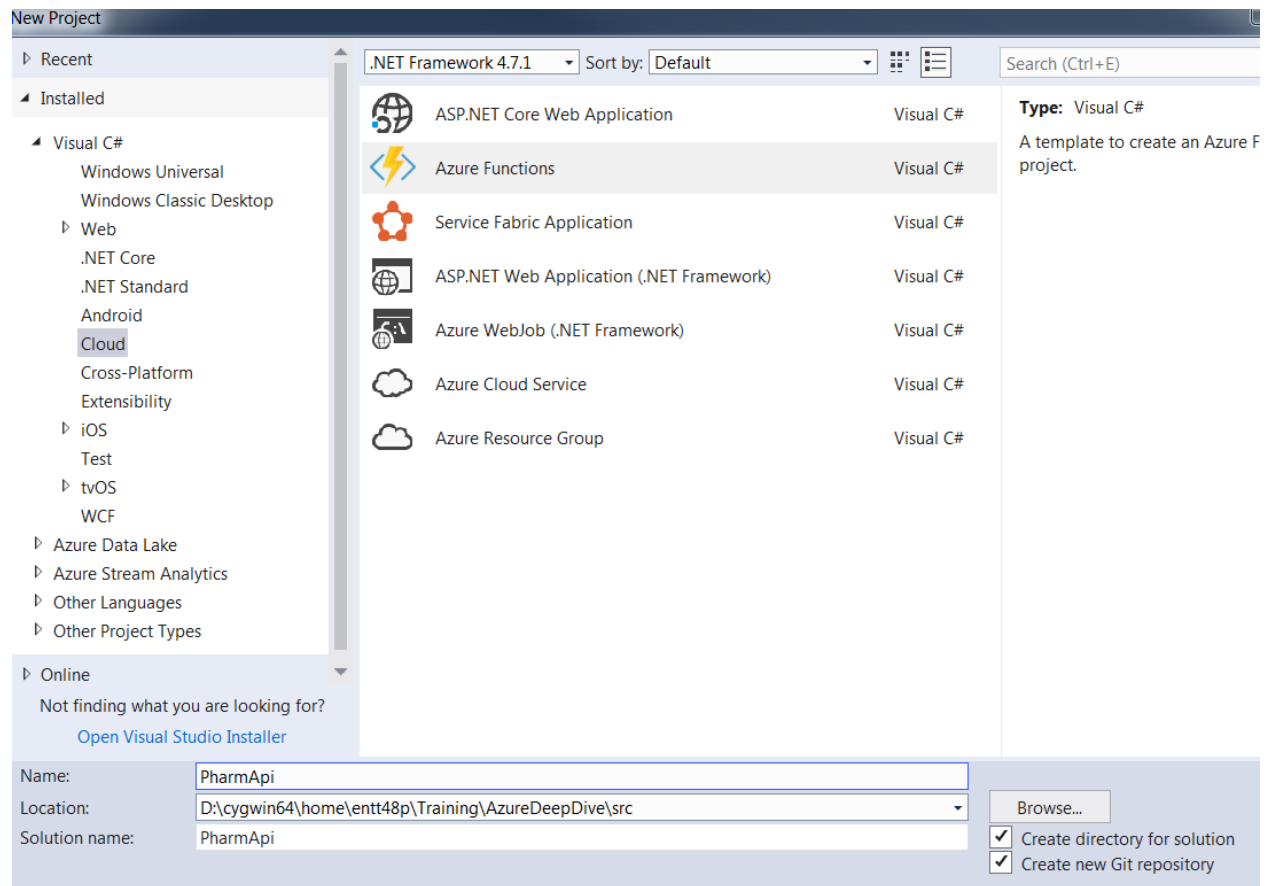 New Project
Recent
Installed
Visual C#
Windows Universal
Windows Classic Desktop
Web
.NET Core
.NET Standard
Android
Cloud
Cross-Platform
Extensibility
iOS
Test
tvOS
WCF
Azure Data Lake
Azure Stream Analytics
Other Languages
Other Project Types
Online
Not finding what you are looking for?
Open Visual Studio Installer
.NET Framework 4.7.1 Sort by: Default
Search (Ctrl+E)
ASP.NET Core Web Application Visual C#
Azure Functions Visual C#
Service Fabric Application Visual C#
ASP.NET Web Application (.NET Framework) Visual C#
Azure WebJob (.NET Framework) Visual C#
Azure Cloud Service Visual C#
Azure Resource Group Visual C#
Type: Visual C#
A template to create an Azure F
project.
Name: PharmApi
Location: D:\cygwin64\home\entt48p\Training\AzureDeepDive\src Browse...
Solution name: PharmApi
Create directory for solution
Create new Git repository